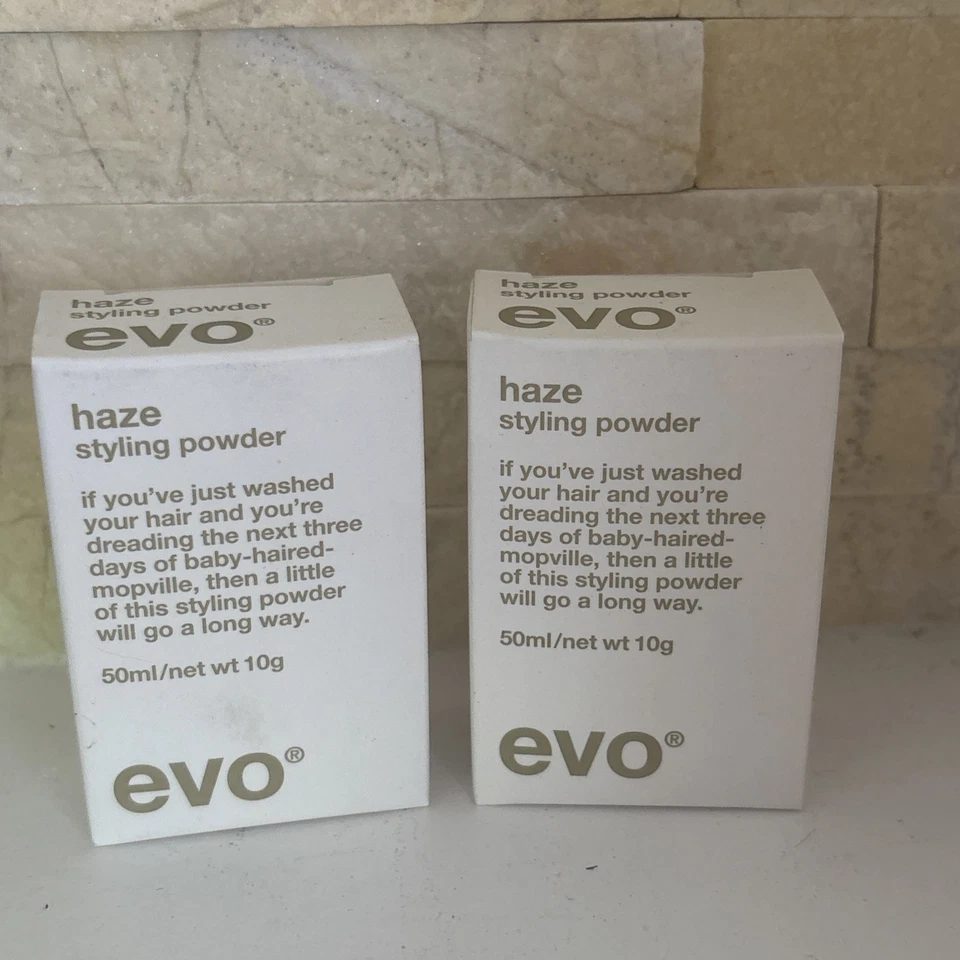 haze
styling powder
evo®
haze
styling powder
if you've just washed
your hair and you're
dreading the next three
days of baby-haired-
mopville, then a little
of this styling powder
will go a long way.
50ml/net wt 10g
evo®
haze
styling powder
evo®
haze
styling powder
if you've just washed
your hair and you're
dreading the next three
days of baby-haired-
mopville, then a little
of this styling powder
will go a long way.
50ml/net wt 10g
evo®